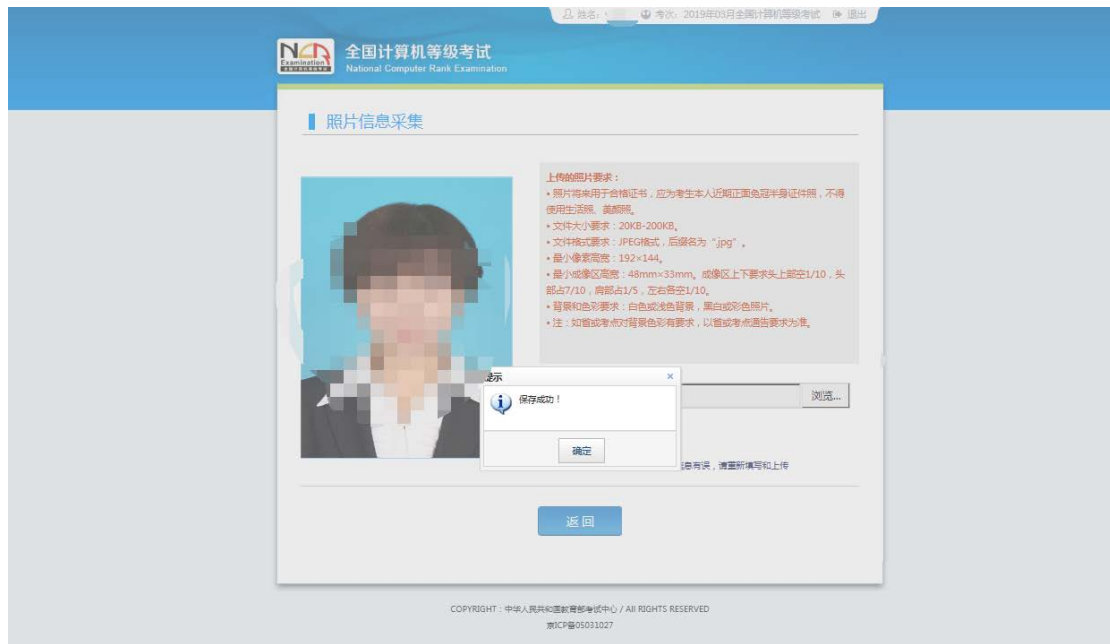 姓名：
考次：2019年03月全国计算机等级考试
退出
NCR
Examination
全国计算机等级考试
National Computer Rank Examination
照片信息采集
上传的照片要求：
• 照片将来用于合格证书，应为考生本人近期正面免冠半身证件照，不得
使用生活照、美颜照。
• 文件大小要求：20KB-200KB。
• 文件格式要求：JPEG格式，后缀名为“.jpg”。
• 最小像素高宽：192×144。
• 最小成像区高宽：48mm×33mm。成像区上下要求头上部空1/10，头
部占7/10，肩部占1/5，左右各空1/10。
• 背景和色彩要求：白色或浅色背景，黑白或彩色照片。
• 注：如省或考点对背景色彩有要求，以省或考点通告要求为准。
提示
×
保存成功！
浏览...
确定
息有误，请重新填写和上传
返回
COPYRIGHT：中华人民共和国教育部考试中心 / All RIGHTS RESERVED
京ICP备05031027